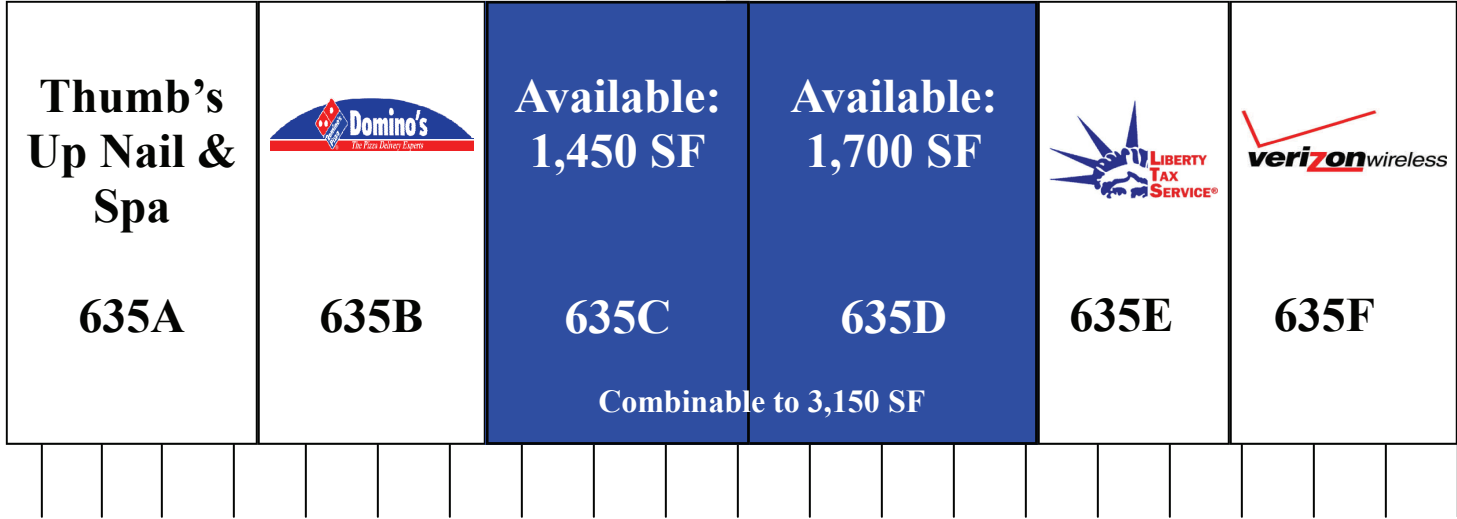 Thumb's
Up Nail &
Spa
635A
Domino's
The Pizza Delivery Experts
635B
Available:
1,450 SF
635C
Available:
1,700 SF
635D
Combinable to 3,150 SF
LIBERTY
TAX
SERVICE®
635E
verizonwireless
635F